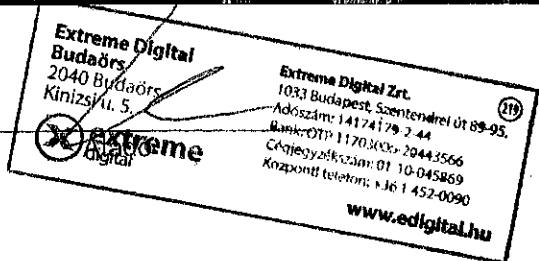 Extreme Digital
Budaörs
2040 Budaörs
Kinizsi u. 5.
Átadó
extreme
digital
Extreme Digital Zrt.
1033 Budapest, Szentendrei út 89-95.
Adószám: 14174179-2-44
Bank: OTP 11703006-20443566
Cégjegyzékszám: 01-10-045869
Központi telefon: +36 1 452-0090
www.edigital.hu
219